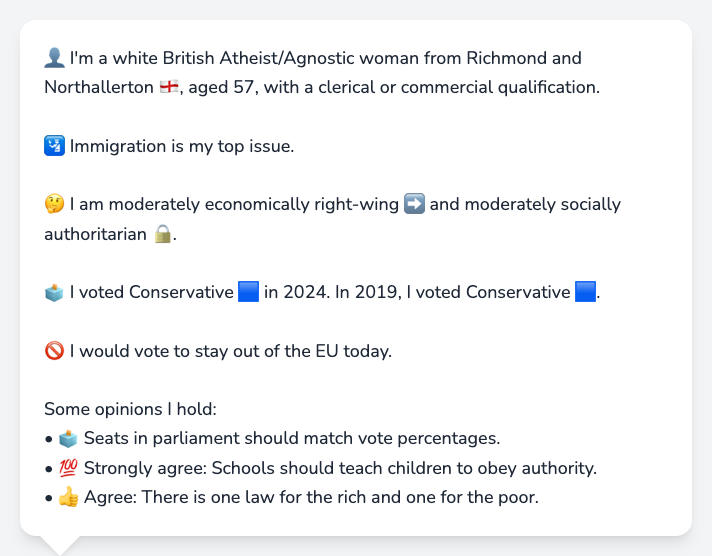 👤 I'm a white British Atheist/Agnostic woman from Richmond and
Northallerton 🏴󠁧󠁢󠁥󠁮󠁧󠁿, aged 57, with a clerical or commercial qualification.
🛂 Immigration is my top issue.
🤔 I am moderately economically right-wing ➡️ and moderately socially
authoritarian 🔒.
🗳️ I voted Conservative 🟦 in 2024. In 2019, I voted Conservative 🟦.
🚫 I would vote to stay out of the EU today.
Some opinions I hold:
• 🗳️ Seats in parliament should match vote percentages.
• 💯 Strongly agree: Schools should teach children to obey authority.
• 👍 Agree: There is one law for the rich and one for the poor.